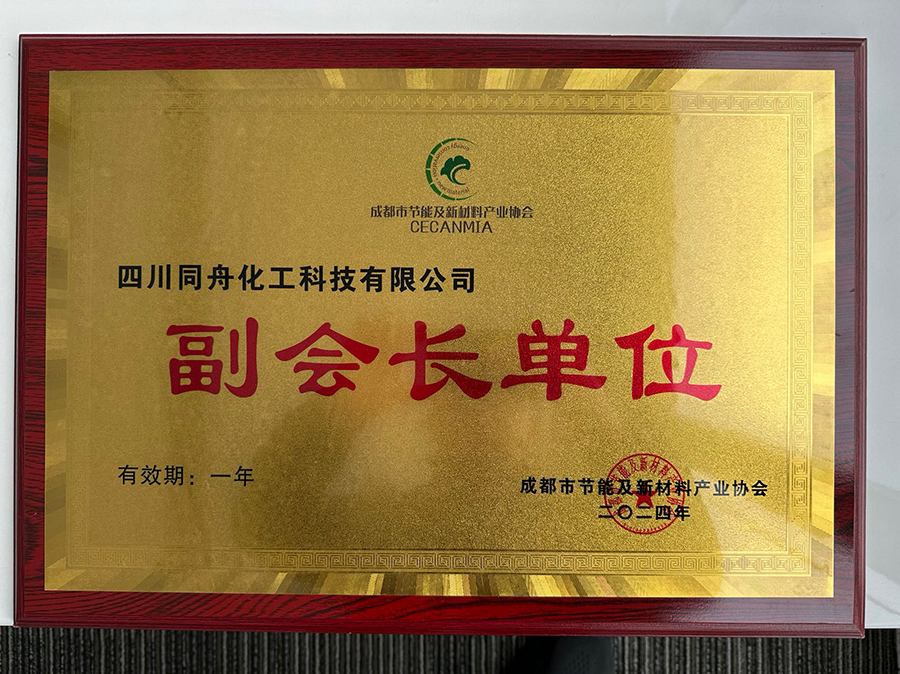 成都市节能及新材料产业协会
CECANMIA
四川同舟化工科技有限公司
副会长单位
有效期：一年
成都市节能及新材料产业协会
二〇二四年